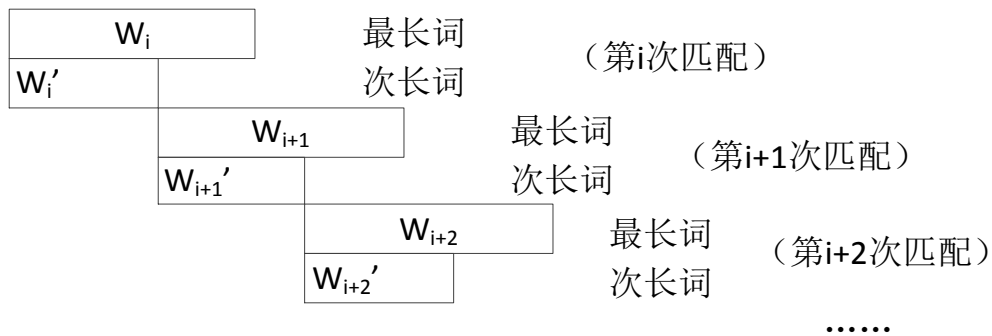 Wi 最长词
Wi’ 次长词 （第i次匹配）
Wi+1 最长词
Wi+1’ 次长词 （第i+1次匹配）
Wi+2 最长词
Wi+2’ 次长词 （第i+2次匹配）
……